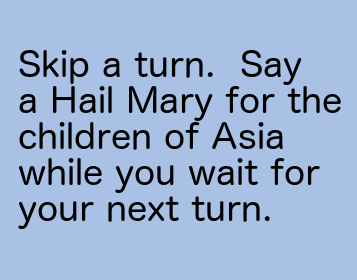 Skip a turn.  Say
a Hail Mary for the
children of Asia
while you wait for
your next turn.